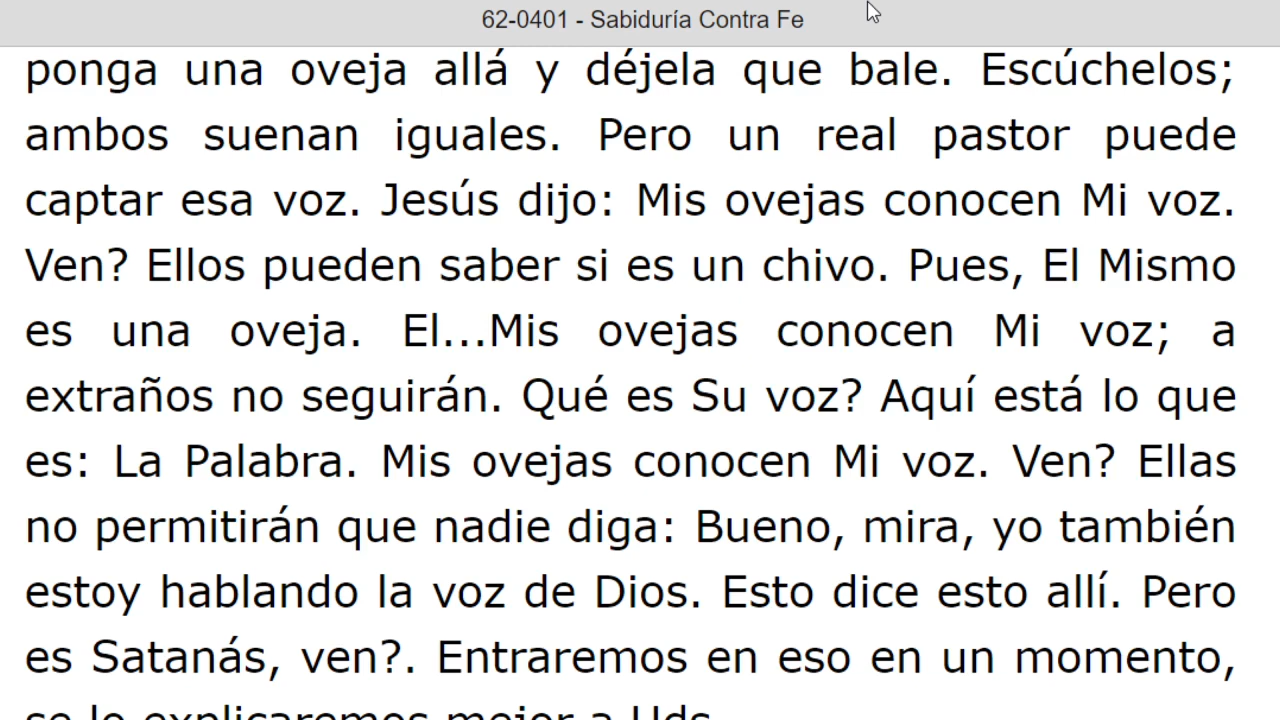 62-0401 - Sabiduría Contra Fe
ponga una oveja allá y déjela que bale. Escúchelos;
ambos suenan iguales. Pero un real pastor puede
captar esa voz. Jesús dijo: Mis ovejas conocen Mi voz.
Ven? Ellos pueden saber si es un chivo. Pues, El Mismo
es una oveja. El...Mis ovejas conocen Mi voz; a
extraños no seguirán. Qué es Su voz? Aquí está lo que
es: La Palabra. Mis ovejas conocen Mi voz. Ven? Ellas
no permitirán que nadie diga: Bueno, mira, yo también
estoy hablando la voz de Dios. Esto dice esto allí. Pero
es Satanás, ven?. Entraremos en eso en un momento,
se lo explicaremos mejor a Uds.